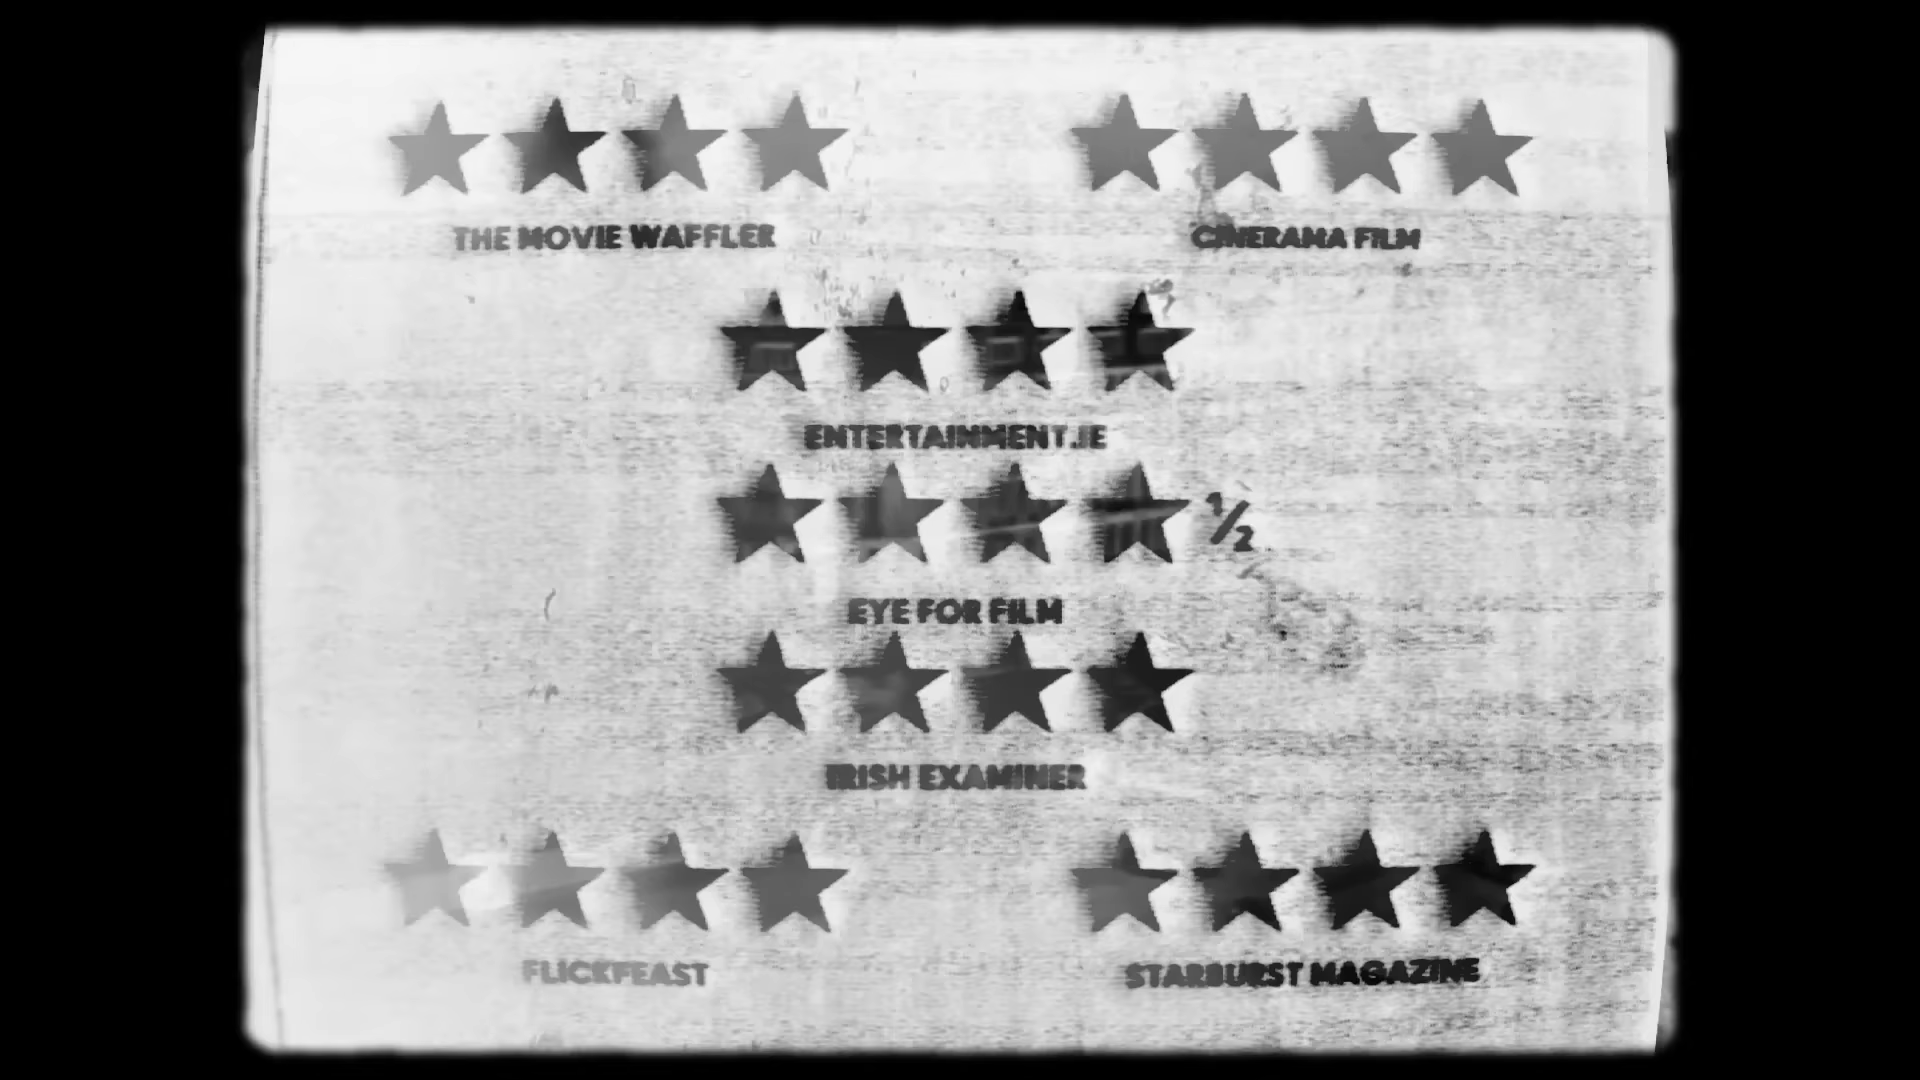 THE MOVIE WAFFLER
CINERAMA FILM
ENTERTAINMENT.IE
½
EYE FOR FILM
IRISH EXAMINER
FLICKFEAST
STARBURST MAGAZINE